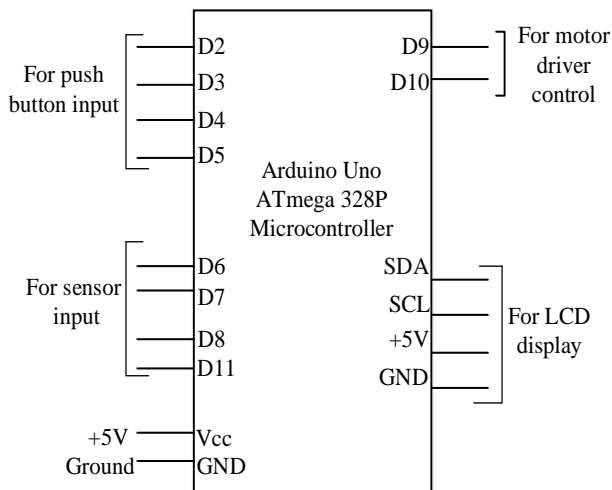 For push
button input
D2
D3
D4
D5
For sensor
input
D6
D7
D8
D11
+5V
Ground
Vcc
GND
Arduino Uno
ATmega 328P
Microcontroller
D9
D10
For motor
driver
control
SDA
SCL
+5V
GND
For LCD
display